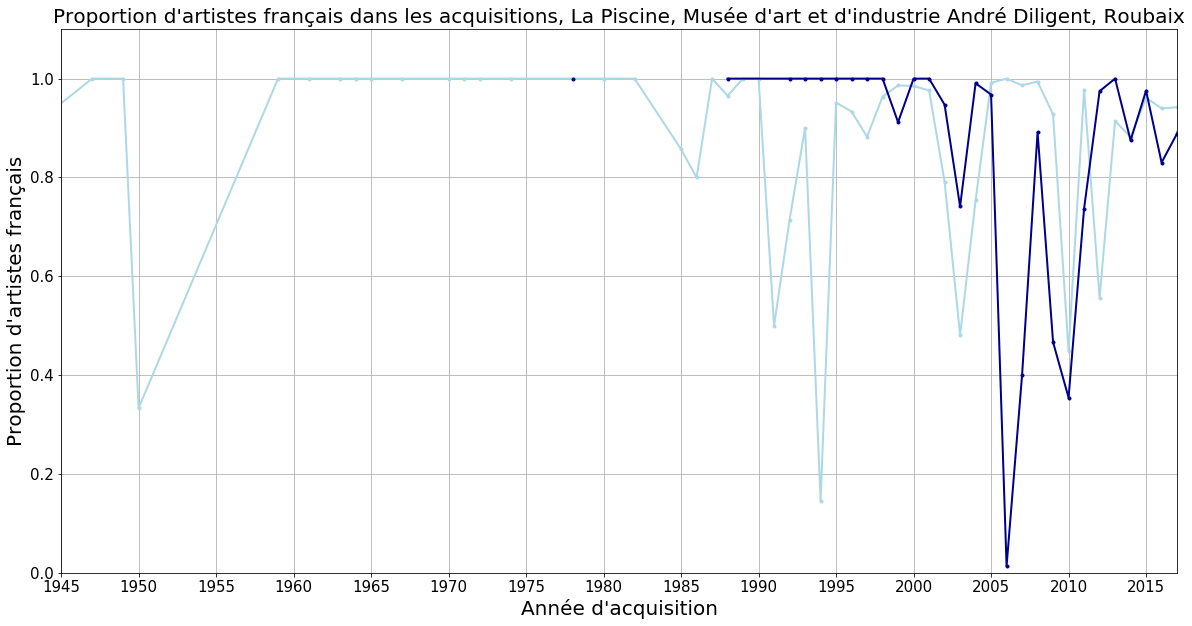 Proportion d'artistes français dans les acquisitions, La Piscine, Musée d'art et d'industrie André Diligent, Roubaix
Proportion d'artistes français
1.0
0.8
0.6
0.4
0.2
0.0
1945 1950 1955 1960 1965 1970 1975 1980 1985 1990 1995 2000 2005 2010 2015
Année d'acquisition